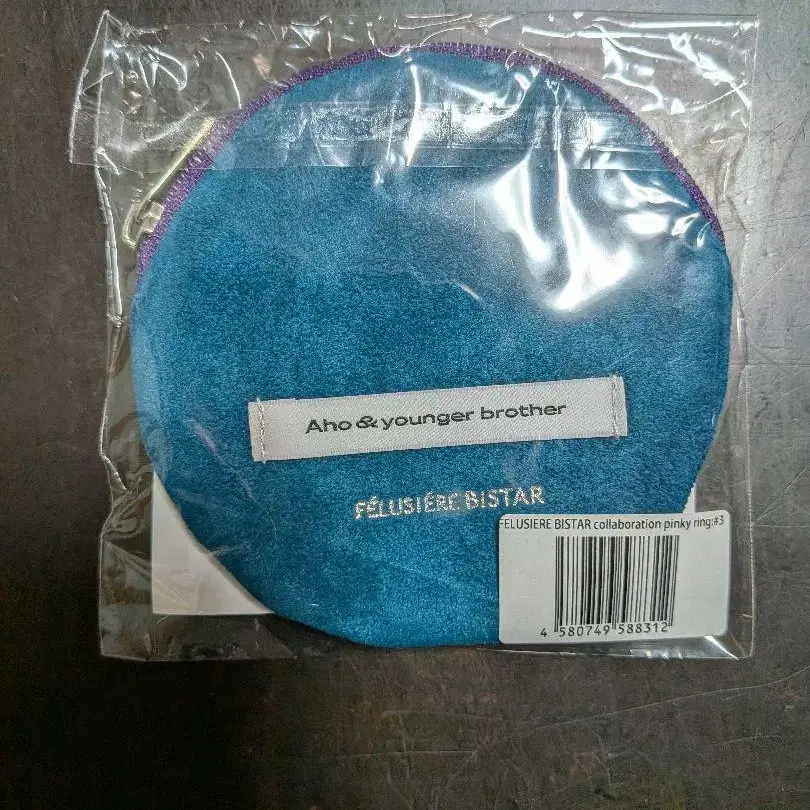 Aho & younger brother
FÉLUSIÉRE BISTAR
FELUSIERE BISTAR collaboration pinky ring:#3
4 580749 588312